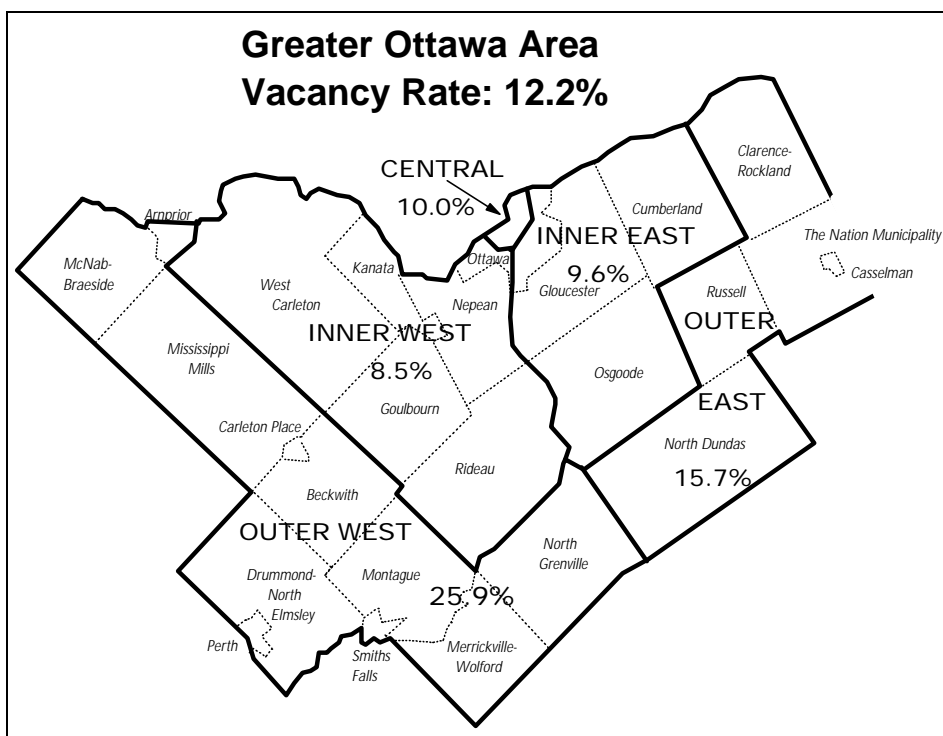 Greater Ottawa Area
Vacancy Rate: 12.2%
Clarence-
Rockland
CENTRAL
10.0%
Cumberland
Arnprior
INNER EAST
The Nation Municipality
McNab-
Braeside
Kanata
Ottawa
9.6%
Casselman
West
Carleton
Nepean
Gloucester
Russell
OUTER
INNER WEST
Mississippi
Mills
8.5%
Osgoode
Goulbourn
EAST
Carleton Place
North Dundas
Rideau
15.7%
Beckwith
OUTER WEST
North
Grenville
Drummond-
North
Elmsley
Montague
25.9%
Perth
Smiths
Falls
Merrickville-
Wolford